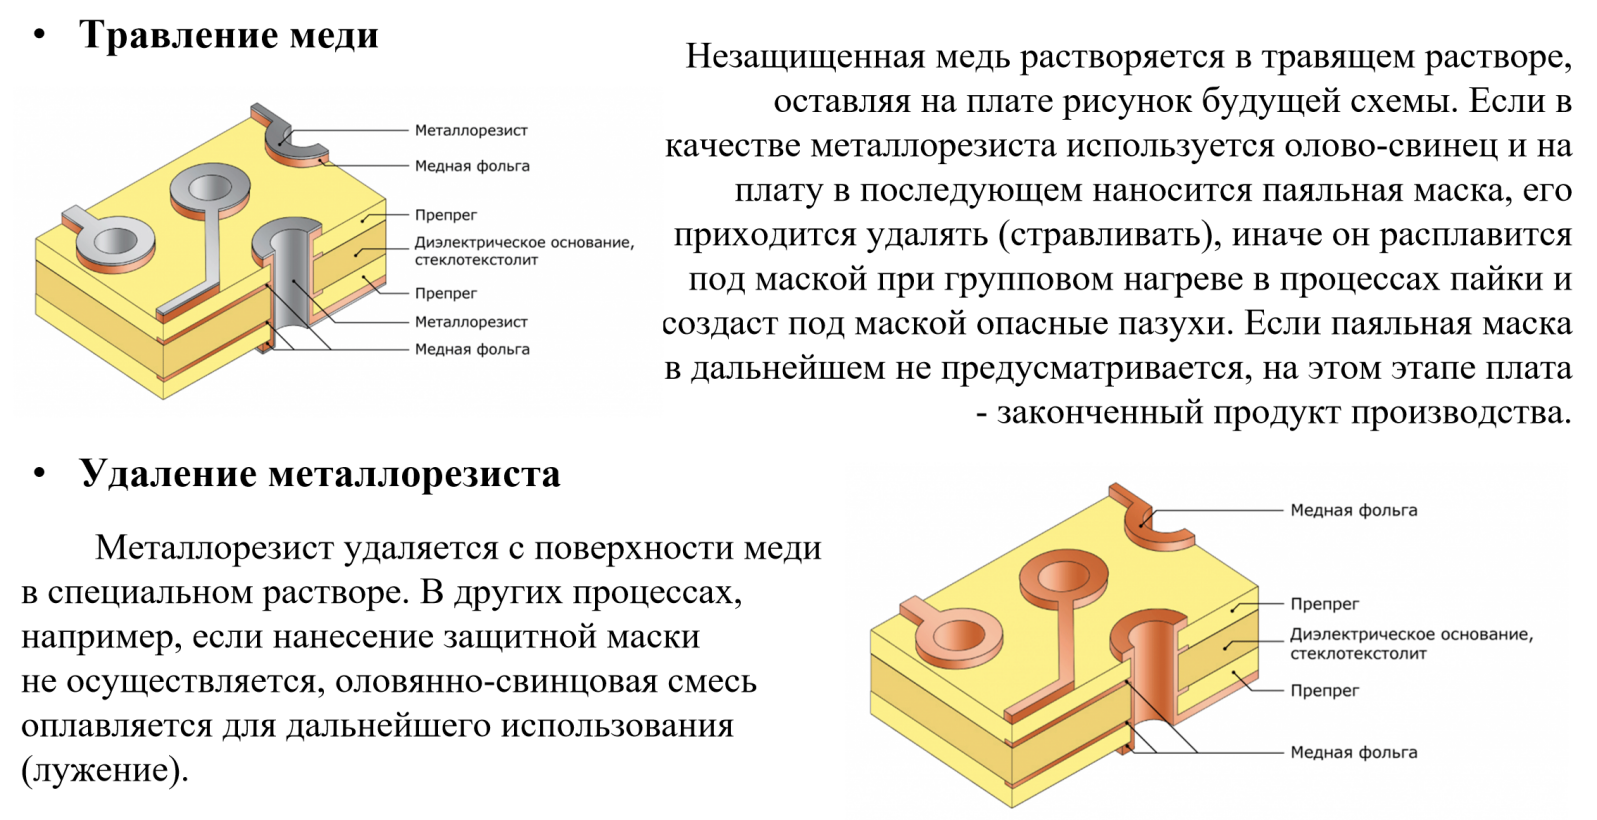 • Травление меди
Незащищенная медь растворяется в травящем растворе,
оставляя на плате рисунок будущей схемы. Если в
качестве металлорезиста используется олово-свинец и на
плату в последующем наносится паяльная маска, его
приходится удалять (стравливать), иначе он расплавится
под маской при групповом нагреве в процессах пайки и
создаст под маской опасные пазухи. Если паяльная маска
в дальнейшем не предусматривается, на этом этапе плата
- законченный продукт производства.
Металлорезист
Медная фольга
Препрег
Диэлектрическое основание,
стеклотекстолит
Препрег
Металлорезист
Медная фольга
• Удаление металлорезиста
Металлорезист удаляется с поверхности меди
в специальном растворе. В других процессах,
например, если нанесение защитной маски
не осуществляется, оловянно-свинцовая смесь
оплавляется для дальнейшего использования
(лужение).
Медная фольга
Препрег
Диэлектрическое основание,
стеклотекстолит
Препрег
Медная фольга